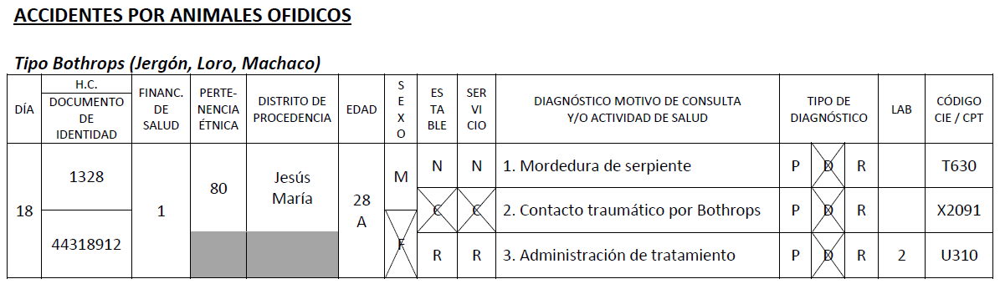 ACCIDENTES POR ANIMALES OFIDICOS
Tipo Bothrops (Jergón, Loro, Machaco)
DÍA
H.C.
DOCUMENTO
DE
IDENTIDAD
FINANC.
DE
SALUD
PERTE-
NENCIA
ÉTNICA
DISTRITO DE
PROCEDENCIA
EDAD
S
E
X
O
ES
TA
BLE
SER
VI
CIO
DIAGNÓSTICO MOTIVO DE CONSULTA
Y/O ACTIVIDAD DE SALUD
TIPO DE
DIAGNÓSTICO
LAB
CÓDIGO
CIE / CPT
18
1328
44318912
1
80
Jesús
María
28
A
M
F
N N 1. Mordedura de serpiente P D R T630
C C 2. Contacto traumático por Bothrops P D R X2091
R R 3. Administración de tratamiento P D R 2 U310